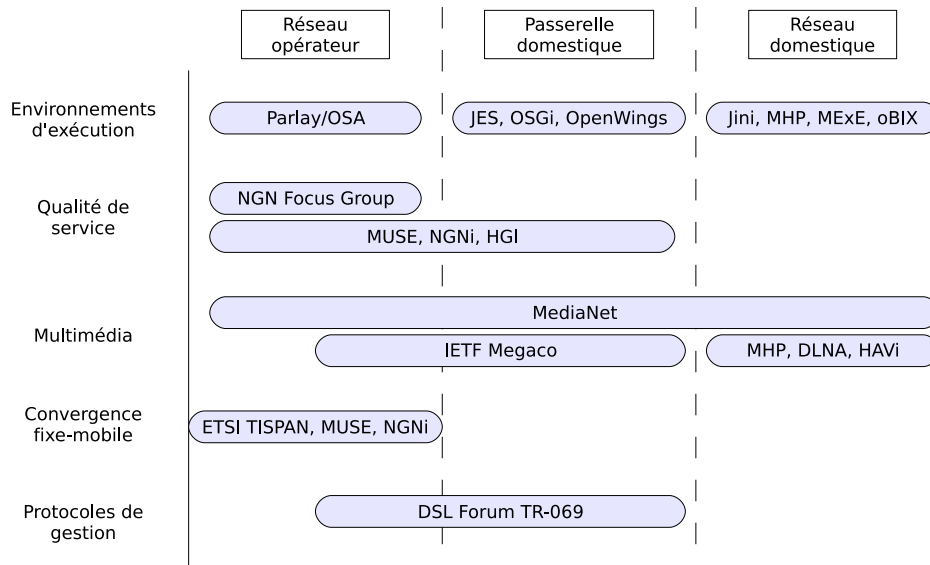 Réseau
opérateur
Passerelle
domestique
Réseau
domestique
Environnements
d'exécution
Parlay/OSA
JES, OSGi, OpenWings
Jini, MHP, MExE, oBIX
Qualité de
service
NGN Focus Group
MUSE, NGNi, HGI
Multimédia
MediaNet
IETF Megaco
MHP, DLNA, HAVi
Convergence
fixe-mobile
ETSI TISPAN, MUSE, NGNi
Protocoles de
gestion
DSL Forum TR-069